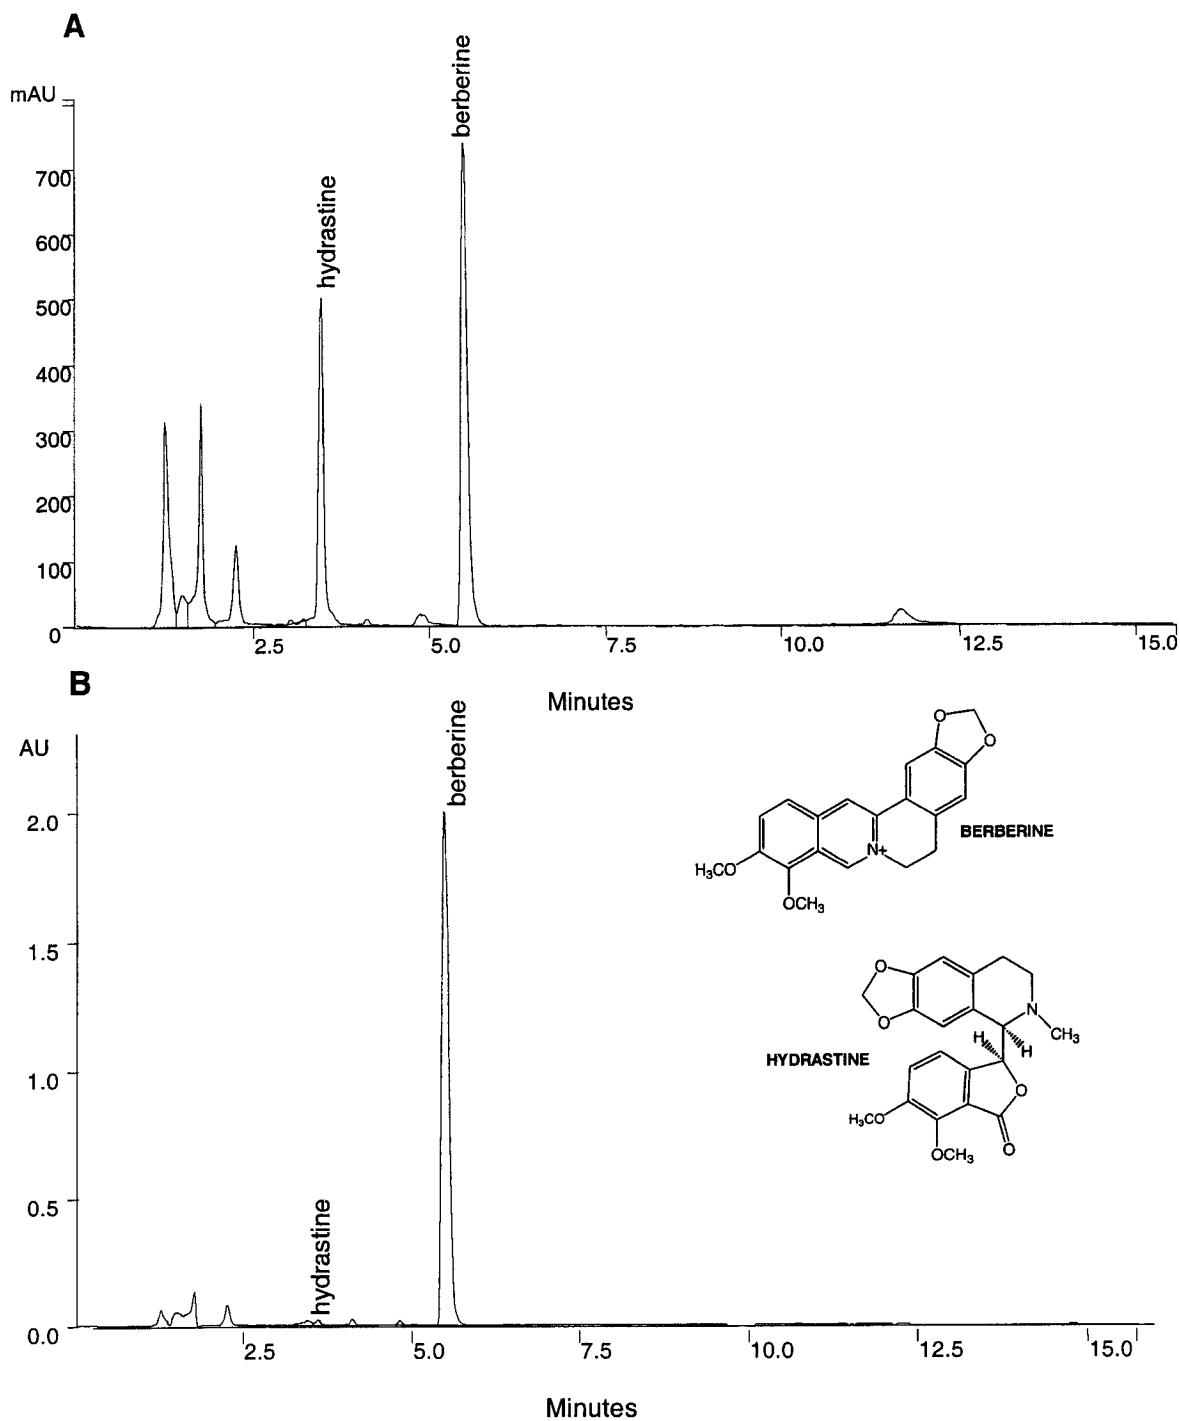 A
mAU
berberine
hydrastine
700
600
500
400
300
200
100
0
2.5 5.0 7.5 10.0 12.5 15.0
Minutes
B
AU
berberine
hydrastine
2.0
1.5
1.0
0.5
0.0
2.5 5.0 7.5 10.0 12.5 15.0
Minutes
O
O
N+
BERBERINE
H₃CO
OCH₃
O
O
N
CH₃
H
H
HYDRASTINE
O
H₃CO
OCH₃
O